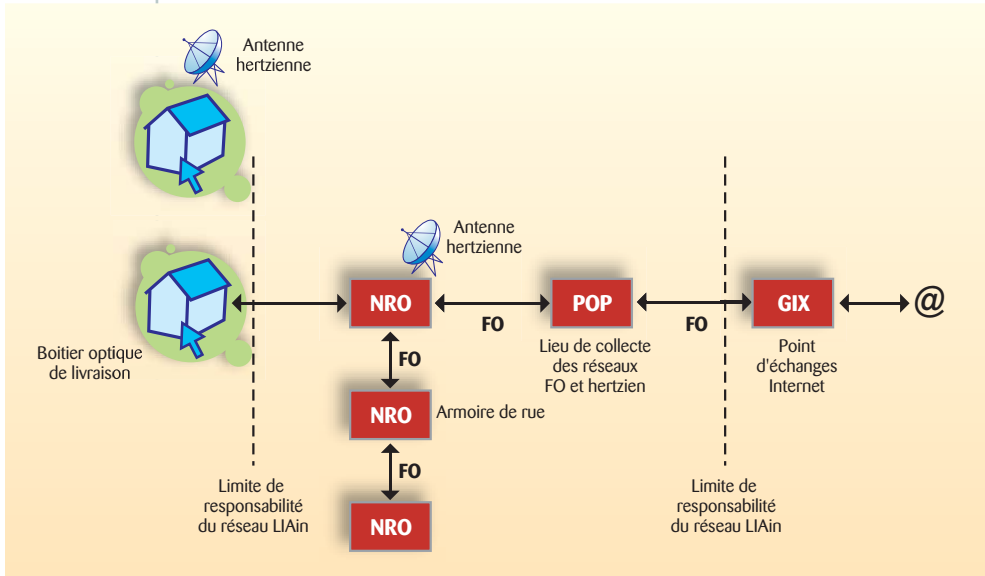 Antenne
hertzienne
Antenne
hertzienne
NRO
FO
POP
FO
GIX
@
Boitier optique
de livraison
FO
Lieu de collecte
des réseaux
FO et hertzien
Point
d'échanges
Internet
NRO
Armoire de rue
FO
NRO
Limite de
responsabilité
du réseau LIAin
Limite de
responsabilité
du réseau LIAin